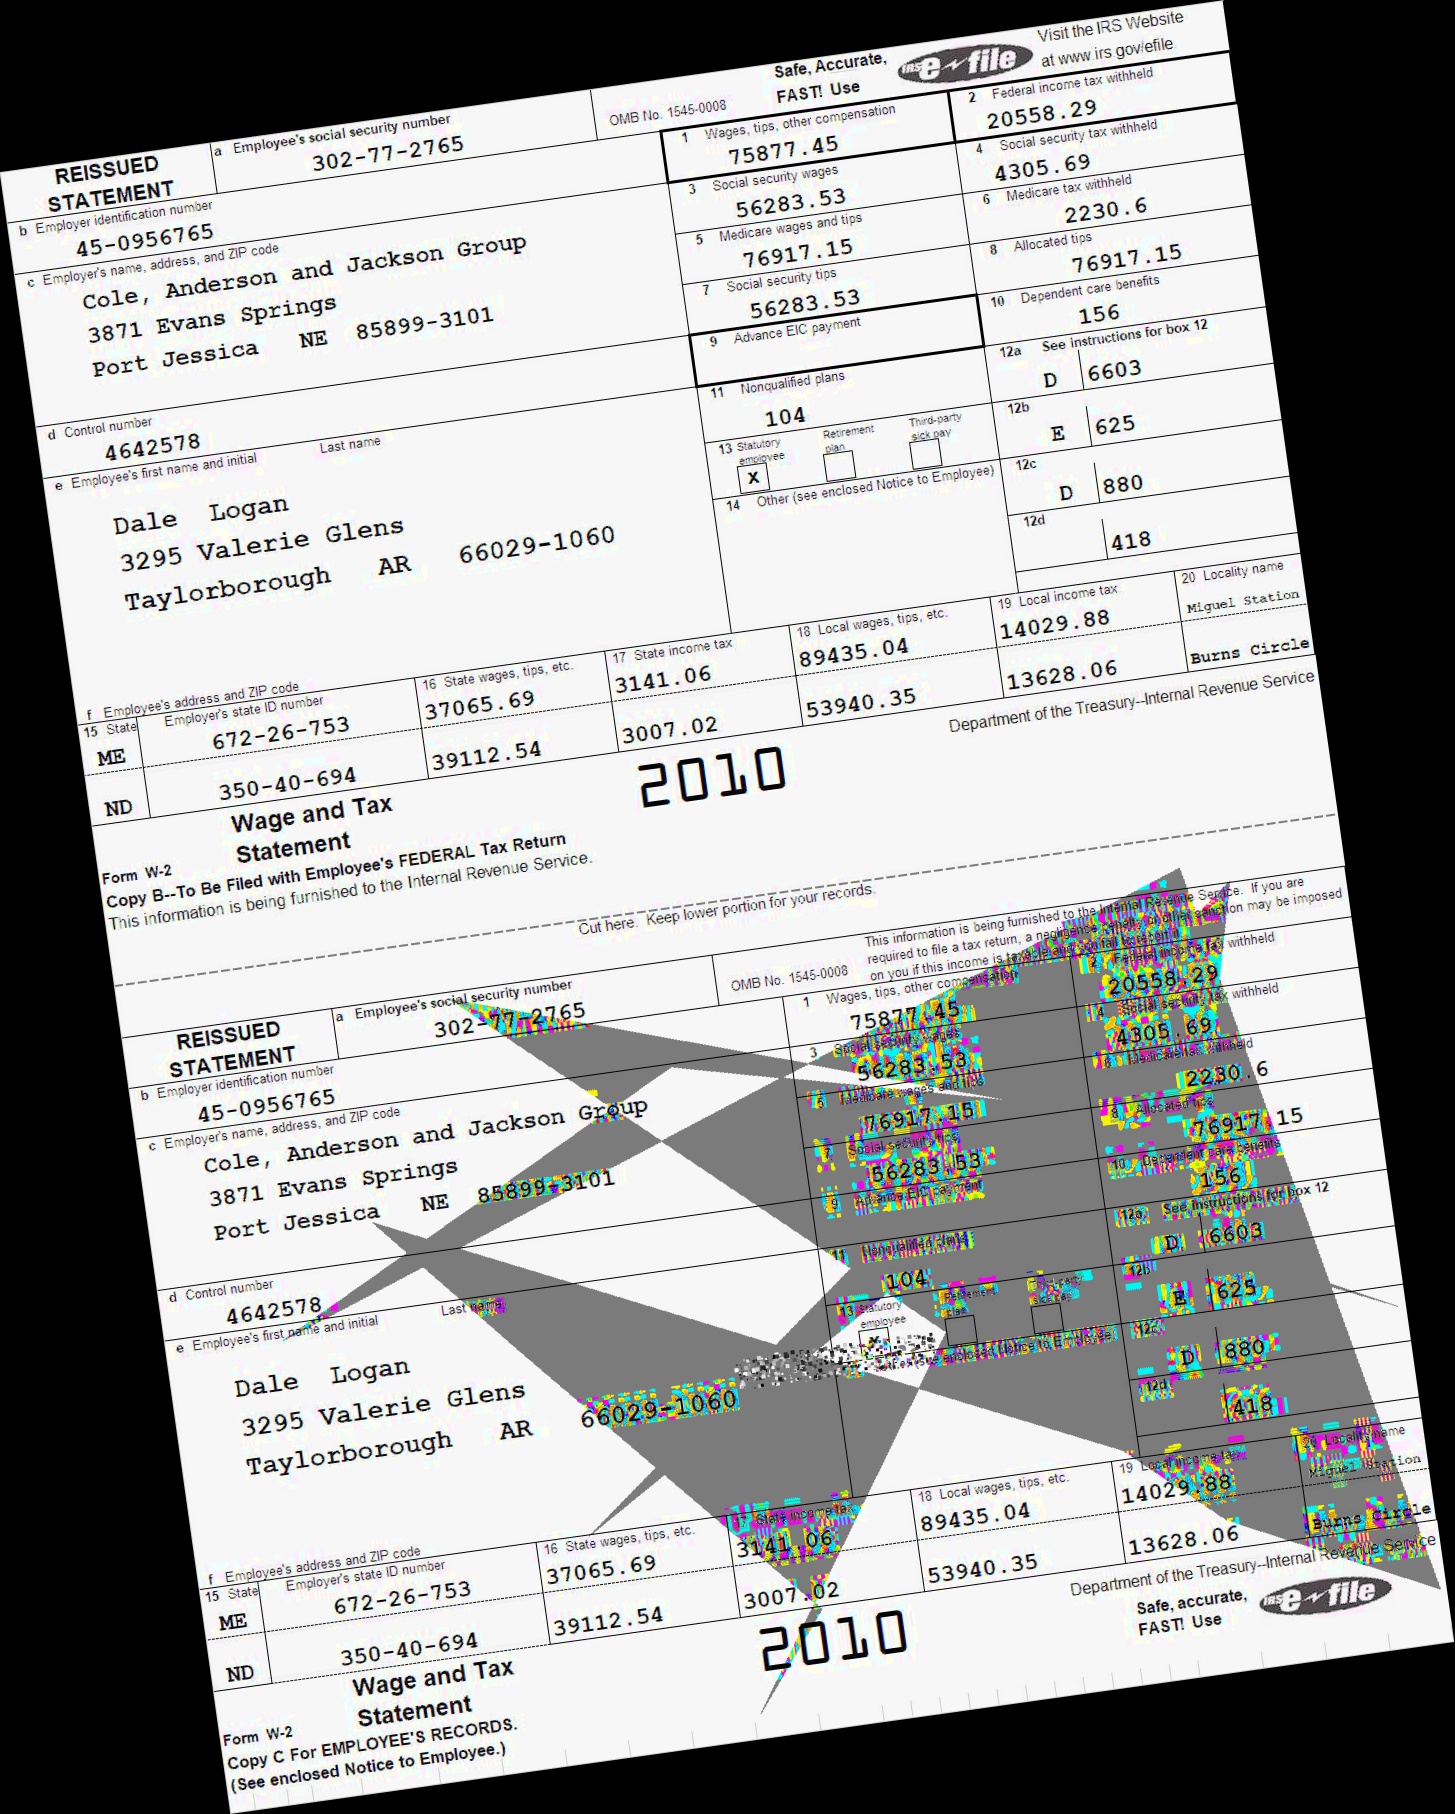 Safe, Accurate,
FAST! Use
IRS e-file
Visit the IRS Website
at www.irs.gov/efile
REISSUED
STATEMENT
a Employee's social security number
302-77-2765
OMB No. 1545-0008
1 Wages, tips, other compensation
75877.45
2 Federal income tax withheld
20558.29
b Employer identification number
45-0956765
3 Social security wages
56283.53
4 Social security tax withheld
4305.69
c Employer's name, address, and ZIP code
Cole, Anderson and Jackson Group
3871 Evans Springs
Port Jessica NE 85899-3101
5 Medicare wages and tips
76917.15
6 Medicare tax withheld
2230.6
7 Social security tips
56283.53
8 Allocated tips
76917.15
9 Advance EIC payment
10 Dependent care benefits
156
d Control number
4642578
11 Nonqualified plans
104
12a See instructions for box 12
D 6603
12b
E 625
12c
D 880
12d
418
e Employee's first name and initial Last name
Dale Logan
3295 Valerie Glens
Taylorborough AR 66029-1060
13 Statutory employee
Retirement plan
Third-party sick pay
X
14 Other (see enclosed Notice to Employee)
f Employee's address and ZIP code
15 State Employer's state ID number
16 State wages, tips, etc.
17 State income tax
18 Local wages, tips, etc.
19 Local income tax
20 Locality name
ME 672-26-753 37065.69 3141.06 89435.04 14029.88 Miguel Station
ND 350-40-694 39112.54 3007.02 53940.35 13628.06 Burns Circle
Form W-2
Wage and Tax
Statement
2010
Department of the Treasury--Internal Revenue Service
Copy B--To Be Filed with Employee's FEDERAL Tax Return
This information is being furnished to the Internal Revenue Service.
Cut here. Keep lower portion for your records.
This information is being furnished to the Internal Revenue Service. If you are
required to file a tax return, a negligence penalty or other sanction may be imposed
on you if this income is taxable and you fail to report it.
REISSUED
STATEMENT
a Employee's social security number
302-77-2765
OMB No. 1545-0008
1 Wages, tips, other compensation
75877.45
2 Federal income tax withheld
20558.29
b Employer identification number
45-0956765
3 Social security wages
56283.53
4 Social security tax withheld
4305.69
c Employer's name, address, and ZIP code
Cole, Anderson and Jackson Group
3871 Evans Springs
Port Jessica NE 85899-3101
5 Medicare wages and tips
76917.15
6 Medicare tax withheld
2230.6
7 Social security tips
56283.53
8 Allocated tips
76917.15
9 Advance EIC payment
10 Dependent care benefits
156
d Control number
4642578
11 Nonqualified plans
104
12a See instructions for box 12
D 6603
12b
E 625
12c
D 880
12d
418
e Employee's first name and initial Last name
Dale Logan
3295 Valerie Glens
Taylorborough AR 66029-1060
13 Statutory employee
Retirement plan
Third-party sick pay
X
Other (see enclosed Notice to Employee)
f Employee's address and ZIP code
15 State Employer's state ID number
16 State wages, tips, etc.
17 State income tax
18 Local wages, tips, etc.
19 Local income tax
20 Locality name
ME 672-26-753 37065.69 3141.06 89435.04 14029.88 Miguel Station
ND 350-40-694 39112.54 3007.02 53940.35 13628.06 Burns Circle
Form W-2
Wage and Tax
Statement
2010
Department of the Treasury--Internal Revenue Service
Safe, accurate,
FAST! Use
IRS e-file
Copy C For EMPLOYEE'S RECORDS.
(See enclosed Notice to Employee.)